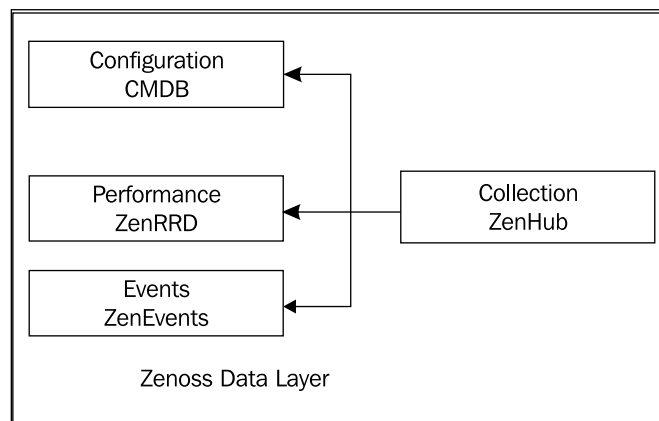 Configuration
CMDB
Performance
ZenRRD
Collection
ZenHub
Events
ZenEvents
Zenoss Data Layer